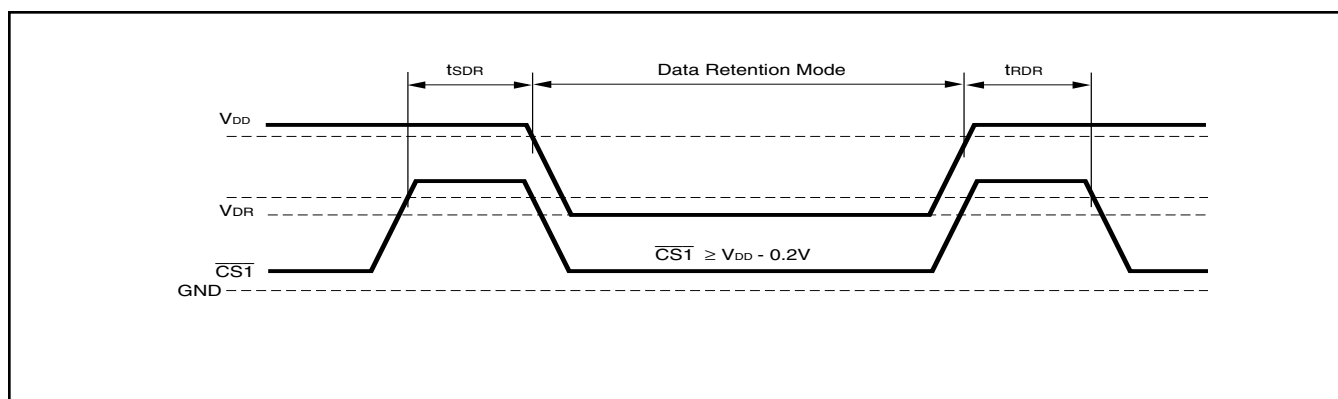 tSDR Data Retention Mode tRDR
VDD
VDR
CS1 ≥ VDD - 0.2V
CS1
GND